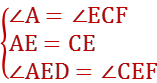 ∠A = ∠ECF
AE = CE
∠AED = ∠CEF